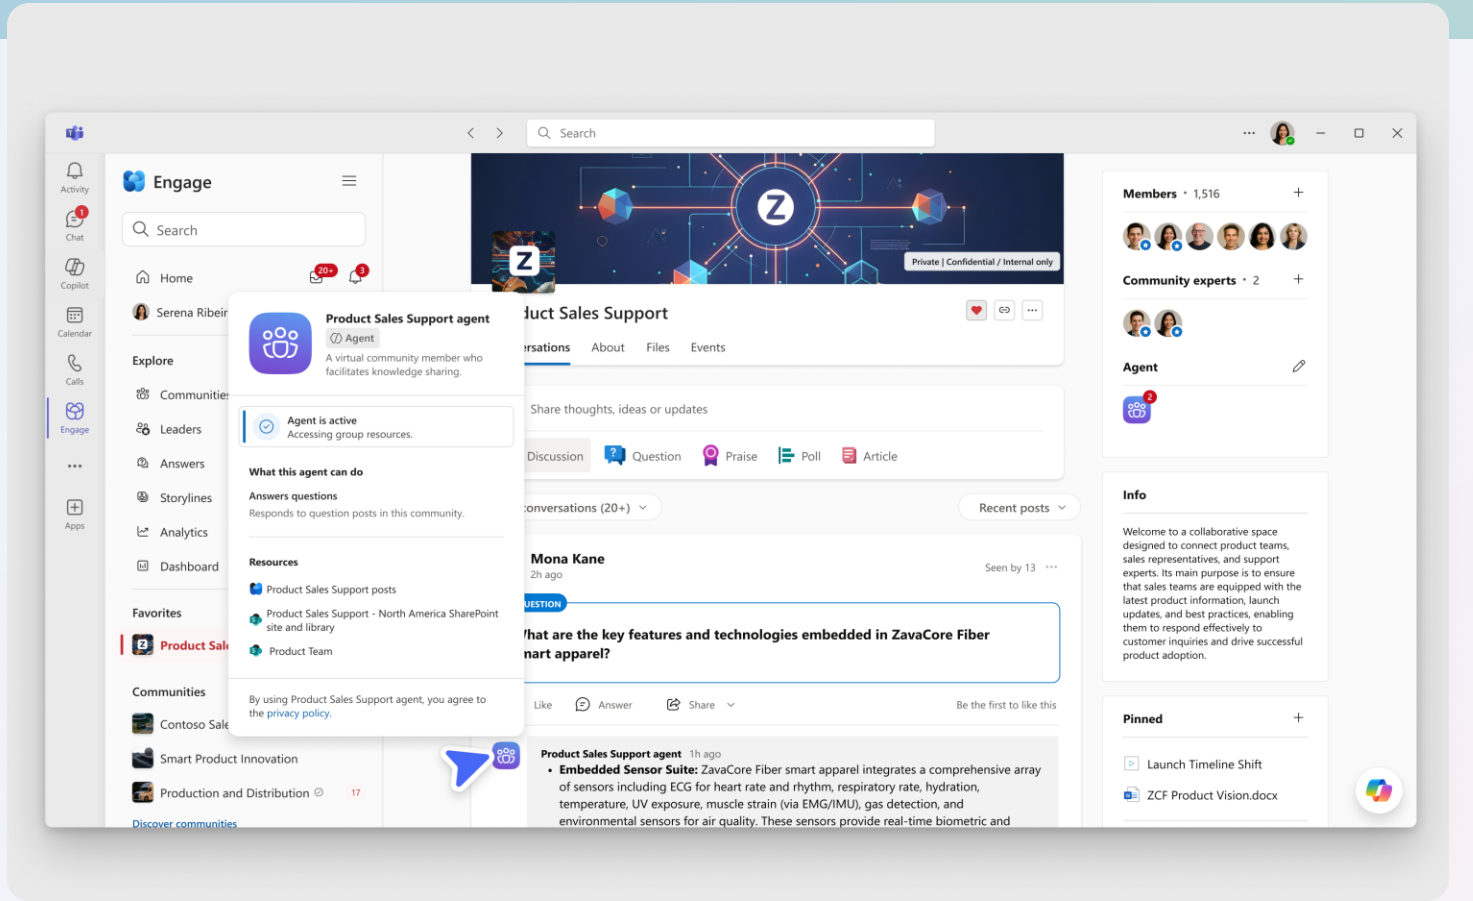 Search
Activity
1
Chat
Copilot
Calendar
Calls
Engage
Apps
Engage
Search
Home
20+
3
Serena Ribeir
Explore
Communities
Leaders
Answers
Storylines
Analytics
Dashboard
Favorites
Z
Product Sal
Communities
Contoso Sale
Smart Product Innovation
Production and Distribution
17
Discover communities
Product Sales Support agent
Agent
A virtual community member who
facilitates knowledge sharing.
Agent is active
Accessing group resources.
What this agent can do
Answers questions
Responds to question posts in this community.
Resources
Product Sales Support posts
Product Sales Support - North America SharePoint
site and library
Product Team
By using Product Sales Support agent, you agree to
the privacy policy.
Z
Z
Private | Confidential / Internal only
duct Sales Support
ersations
About
Files
Events
Share thoughts, ideas or updates
Discussion
Question
Praise
Poll
Article
conversations (20+)
Recent posts
Mona Kane
2h ago
Seen by 13
UESTION
What are the key features and technologies embedded in ZavaCore Fiber
mart apparel?
Like
Answer
Share
Be the first to like this
Product Sales Support agent 1h ago
• Embedded Sensor Suite: ZavaCore Fiber smart apparel integrates a comprehensive array
of sensors including ECG for heart rate and rhythm, respiratory rate, hydration,
temperature, UV exposure, muscle strain (via EMG/IMU), gas detection, and
environmental sensors for air quality. These sensors provide real-time biometric and
Members • 1,516
Community experts • 2
Agent
2
Info
Welcome to a collaborative space
designed to connect product teams,
sales representatives, and support
experts. Its main purpose is to ensure
that sales teams are equipped with the
latest product information, launch
updates, and best practices, enabling
them to respond effectively to
customer inquiries and drive successful
product adoption.
Pinned
Launch Timeline Shift
ZCF Product Vision.docx